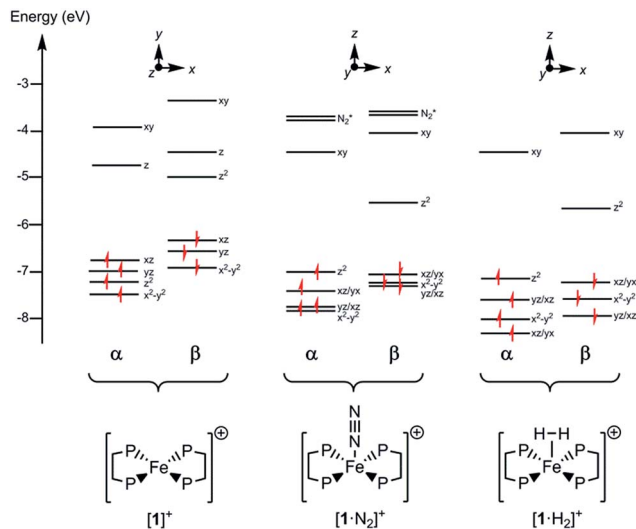 Energy (eV)
y
z
x
z
y
x
z
y
x
-3
-4
-5
-6
-7
-8
xy
z
xz
yz
z²
x²-y²
xy
z
z²
xz
yz
x²-y²
N₂*
xy
z²
xz/yx
yz/xz
x²-y²
N₂*
xy
z²
xz/yx
x²-y²
yz/xz
xy
z²
yz/xz
x²-y²
xz/yx
xy
z²
xz/yx
x²-y²
yz/xz
α β α β α β
P P Fe P P ⊕
N
N
P P Fe P P ⊕
H-H
P P Fe P P ⊕
[1]⁺ [1·N₂]⁺ [1·H₂]⁺